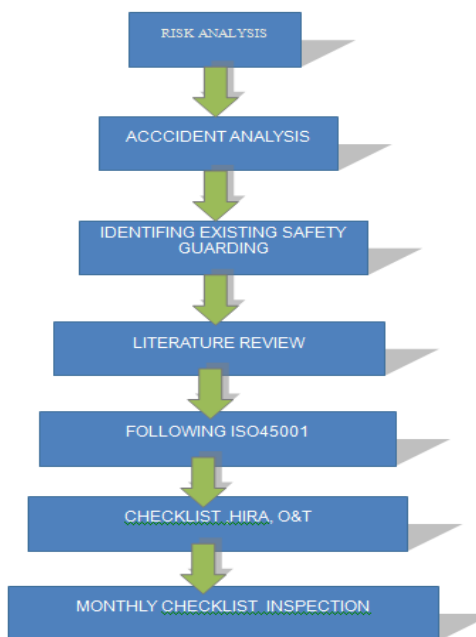 RISK ANALYSIS
ACCCIDENT ANALYSIS
IDENTIFING EXISTING SAFETY
GUARDING
LITERATURE REVIEW
FOLLOWING ISO45001
CHECKLIST ,HIRA, O&T
MONTHLY CHECKLIST INSPECTION